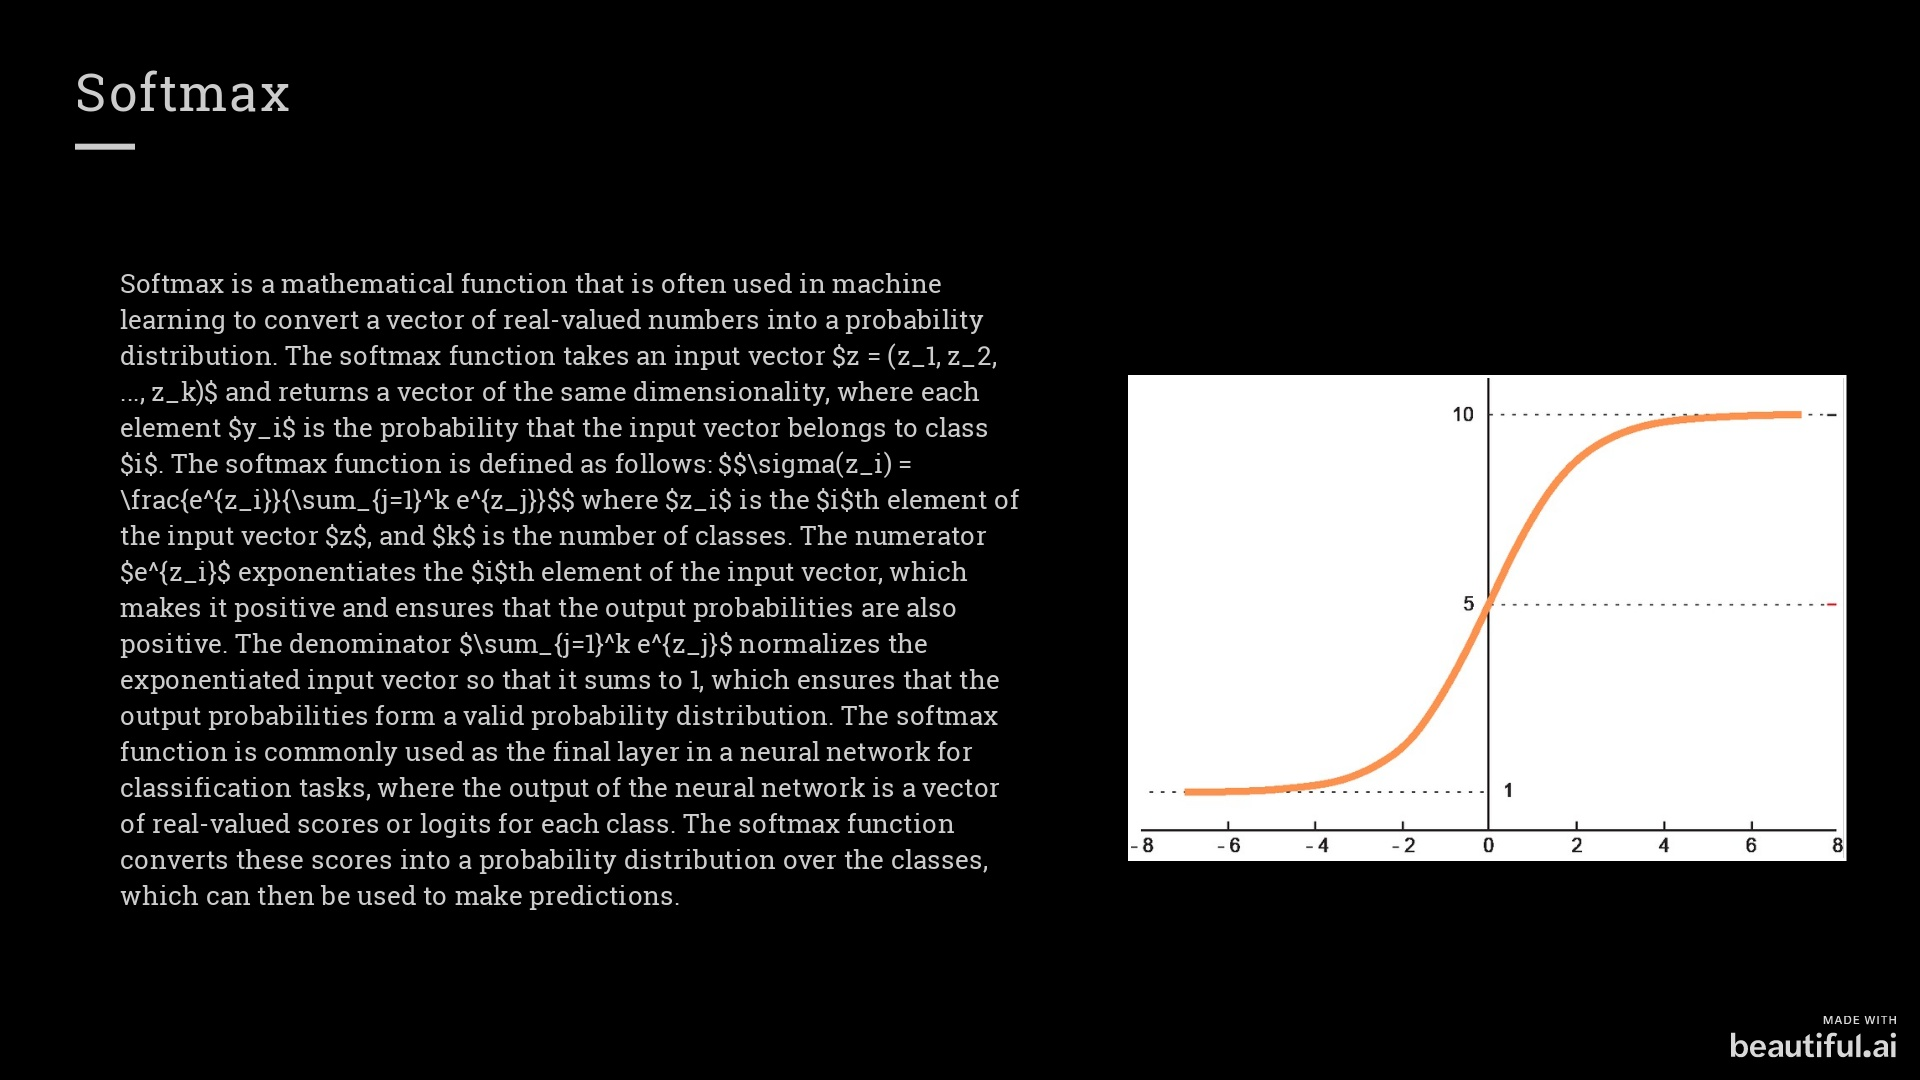 Softmax
Softmax is a mathematical function that is often used in machine
learning to convert a vector of real-valued numbers into a probability
distribution. The softmax function takes an input vector $z = (z_1, z_2,
..., z_k)$ and returns a vector of the same dimensionality, where each
element $y_i$ is the probability that the input vector belongs to class
$i$. The softmax function is defined as follows: $$\sigma(z_i) =
\frac{e^{z_i}}{\sum_{j=1}^k e^{z_j}}$$ where $z_i$ is the $i$th element of
the input vector $z$, and $k$ is the number of classes. The numerator
$e^{z_i}$ exponentiates the $i$th element of the input vector, which
makes it positive and ensures that the output probabilities are also
positive. The denominator $\sum_{j=1}^k e^{z_j}$ normalizes the
exponentiated input vector so that it sums to 1, which ensures that the
output probabilities form a valid probability distribution. The softmax
function is commonly used as the final layer in a neural network for
classification tasks, where the output of the neural network is a vector
of real-valued scores or logits for each class. The softmax function
converts these scores into a probability distribution over the classes,
which can then be used to make predictions.
10
5
1
-8 -6 -4 -2 0 2 4 6 8
MADE WITH
beautiful.ai